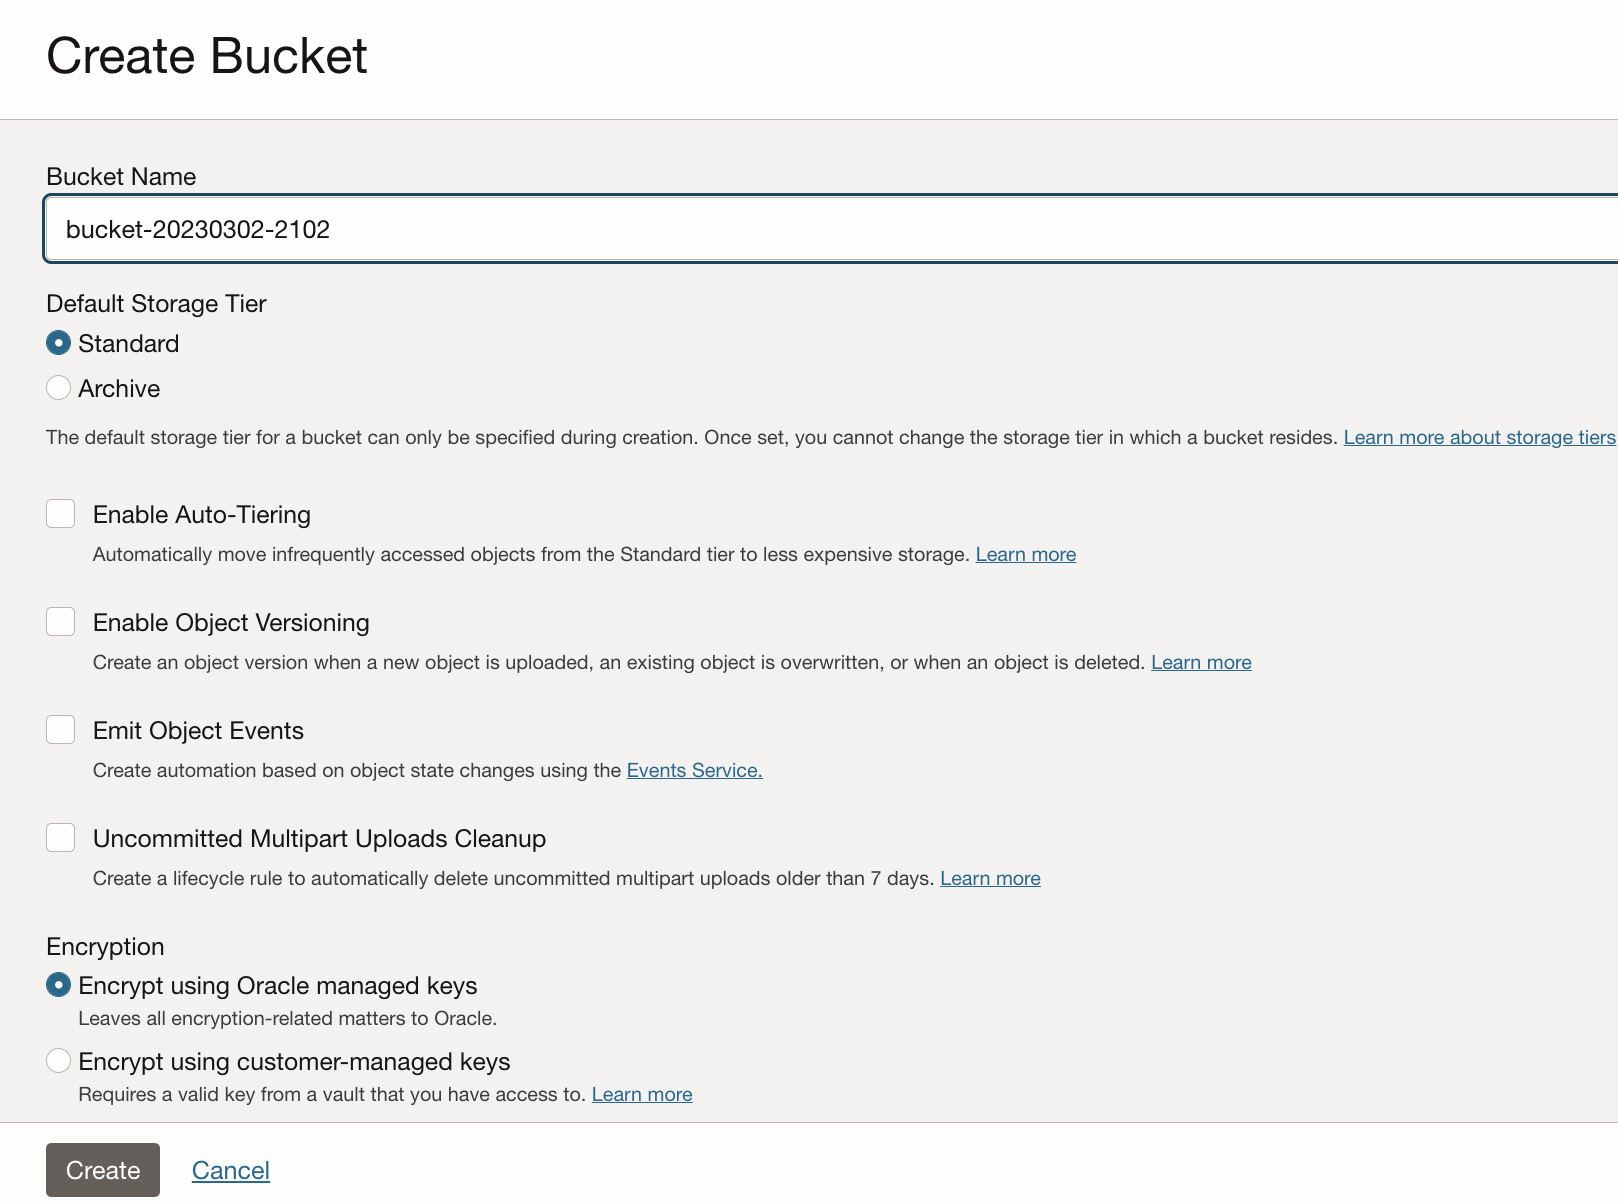 Create Bucket
Bucket Name
bucket-20230302-2102
Default Storage Tier
Standard
Archive
The default storage tier for a bucket can only be specified during creation. Once set, you cannot change the storage tier in which a bucket resides. Learn more about storage tiers
Enable Auto-Tiering
Automatically move infrequently accessed objects from the Standard tier to less expensive storage. Learn more
Enable Object Versioning
Create an object version when a new object is uploaded, an existing object is overwritten, or when an object is deleted. Learn more
Emit Object Events
Create automation based on object state changes using the Events Service.
Uncommitted Multipart Uploads Cleanup
Create a lifecycle rule to automatically delete uncommitted multipart uploads older than 7 days. Learn more
Encryption
Encrypt using Oracle managed keys
Leaves all encryption-related matters to Oracle.
Encrypt using customer-managed keys
Requires a valid key from a vault that you have access to. Learn more
Create Cancel